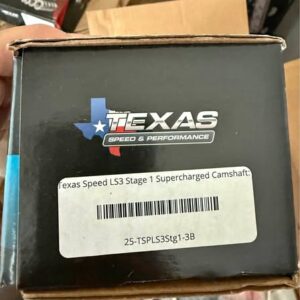 TEXAS
SPEED & PERFORMANCE
Texas Speed LS3 Stage 1 Supercharged Camshaft:
25-TSPLS3Stg1-3B